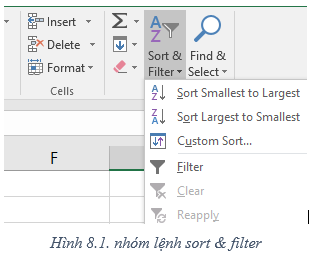 Insert
Delete
Format
Cells
Sort &
Filter
Find &
Select
Sort Smallest to Largest
Sort Largest to Smallest
Custom Sort...
Filter
Clear
Reapply
F
Hình 8.1. nhóm lệnh sort & filter